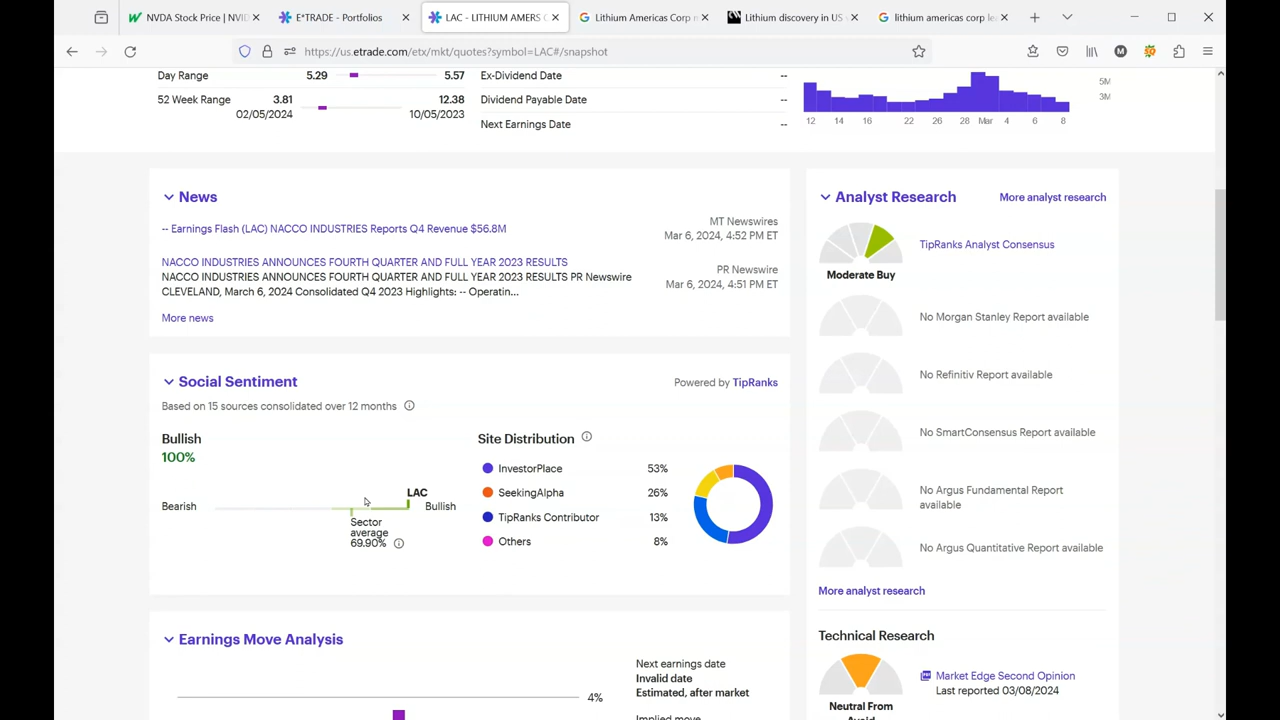 NVDA Stock Price | NVID
E*TRADE - Portfolios
LAC - LITHIUM AMERS C
Lithium Americas Corp n
Lithium discovery in US
lithium americas corp le
https://us.etrade.com/etx/mkt/quotes?symbol=LAC#/snapshot
Day Range 5.29 5.57
52 Week Range 3.81 12.38
02/05/2024 10/05/2023
Ex-Dividend Date --
Dividend Payable Date --
Next Earnings Date --
5M
3M
12 14 16 22 26 28 Mar 4 6 8
News
-- Earnings Flash (LAC) NACCO INDUSTRIES Reports Q4 Revenue $56.8M
MT Newswires
Mar 6, 2024, 4:52 PM ET
NACCO INDUSTRIES ANNOUNCES FOURTH QUARTER AND FULL YEAR 2023 RESULTS
NACCO INDUSTRIES ANNOUNCES FOURTH QUARTER AND FULL YEAR 2023 RESULTS PR Newswire
CLEVELAND, March 6, 2024 Consolidated Q4 2023 Highlights: -- Operatin...
PR Newswire
Mar 6, 2024, 4:51 PM ET
More news
Social Sentiment
Powered by TipRanks
Based on 15 sources consolidated over 12 months
Bullish
100%
LAC
Bearish
Bullish
Sector
average
69.90%
Site Distribution
InvestorPlace 53%
SeekingAlpha 26%
TipRanks Contributor 13%
Others 8%
Earnings Move Analysis
4%
Next earnings date
Invalid date
Estimated, after market
Implied move
Analyst Research
More analyst research
TipRanks Analyst Consensus
Moderate Buy
No Morgan Stanley Report available
No Refinitiv Report available
No SmartConsensus Report available
No Argus Fundamental Report
available
No Argus Quantitative Report available
More analyst research
Technical Research
Market Edge Second Opinion
Last reported 03/08/2024
Neutral From
Avoid